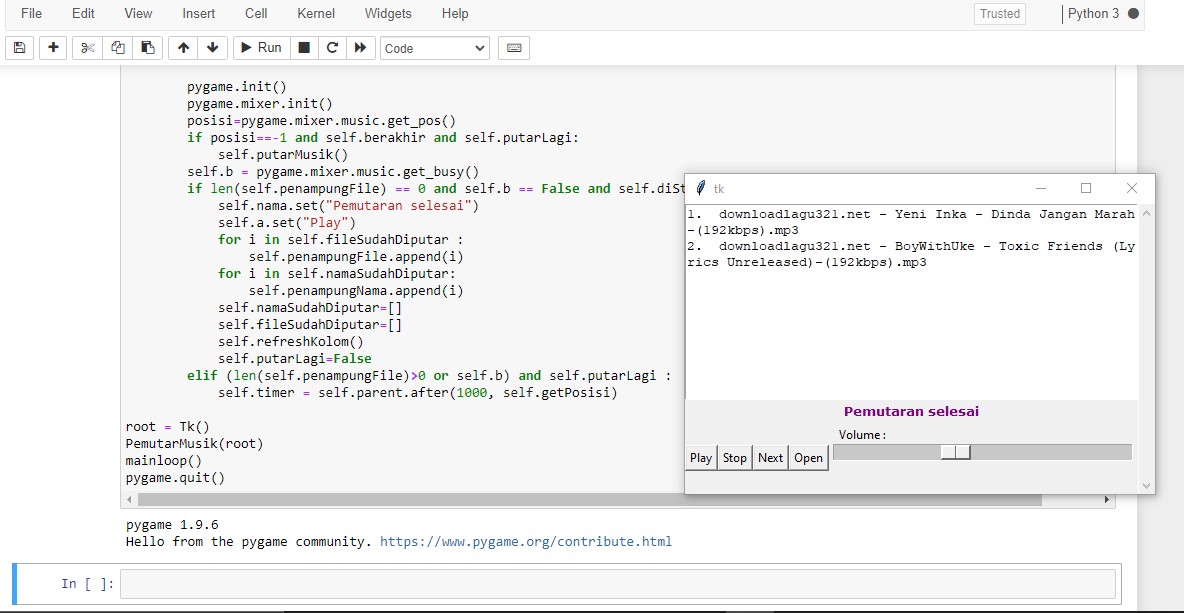 File Edit View Insert Cell Kernel Widgets Help Trusted Python 3
Run Code
pygame.init()
pygame.mixer.init()
posisi=pygame.mixer.music.get_pos()
if posisi==-1 and self.berakhir and self.putarLagi:
self.putarMusik()
self.b = pygame.mixer.music.get_busy()
if len(self.penampungFile) == 0 and self.b == False and self.diSt
self.nama.set("Pemutaran selesai")
self.a.set("Play")
for i in self.fileSudahDiputar :
self.penampungFile.append(i)
for i in self.namaSudahDiputar:
self.penampungNama.append(i)
self.namaSudahDiputar=[]
self.fileSudahDiputar=[]
self.refreshKolom()
self.putarLagi=False
elif (len(self.penampungFile)>0 or self.b) and self.putarLagi :
self.timer = self.parent.after(1000, self.getPosisi)
root = Tk()
PemutarMusik(root)
mainloop()
pygame.quit()
tk
1. downloadlagu321.net - Yeni Inka - Dinda Jangan Marah
-(192kbps).mp3
2. downloadlagu321.net - BoyWithUke - Toxic Friends (Ly
rics Unreleased)-(192kbps).mp3
Pemutaran selesai
Volume :
Play Stop Next Open
pygame 1.9.6
Hello from the pygame community. https://www.pygame.org/contribute.html
In [ ]: